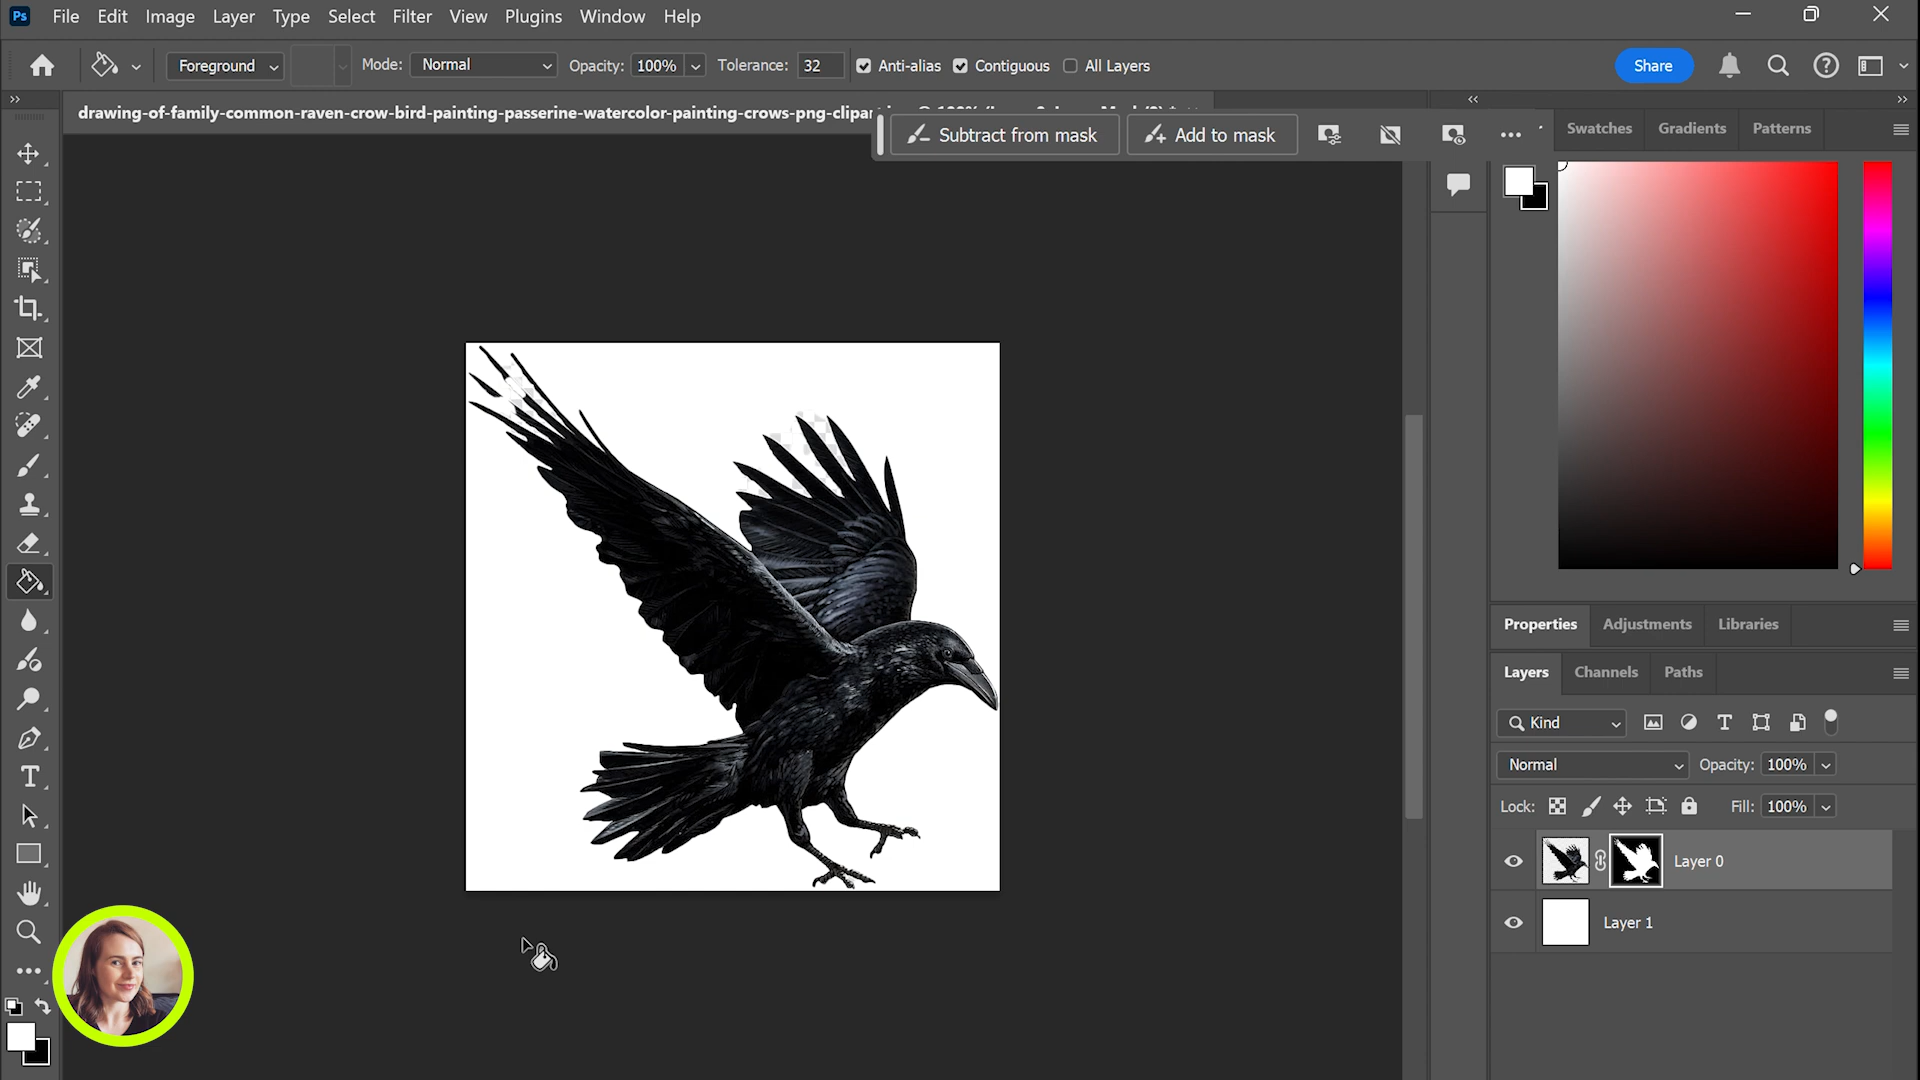 Ps File Edit Image Layer Type Select Filter View Plugins Window Help
Foreground Mode: Normal Opacity: 100% Tolerance: 32 Anti-alias Contiguous All Layers Share
drawing-of-family-common-raven-crow-bird-painting-passerine-watercolor-painting-crows-png-clipar
Subtract from mask Add to mask
Swatches Gradients Patterns
Properties Adjustments Libraries
Layers Channels Paths
Kind
Normal Opacity: 100%
Lock: Fill: 100%
Layer 0
Layer 1